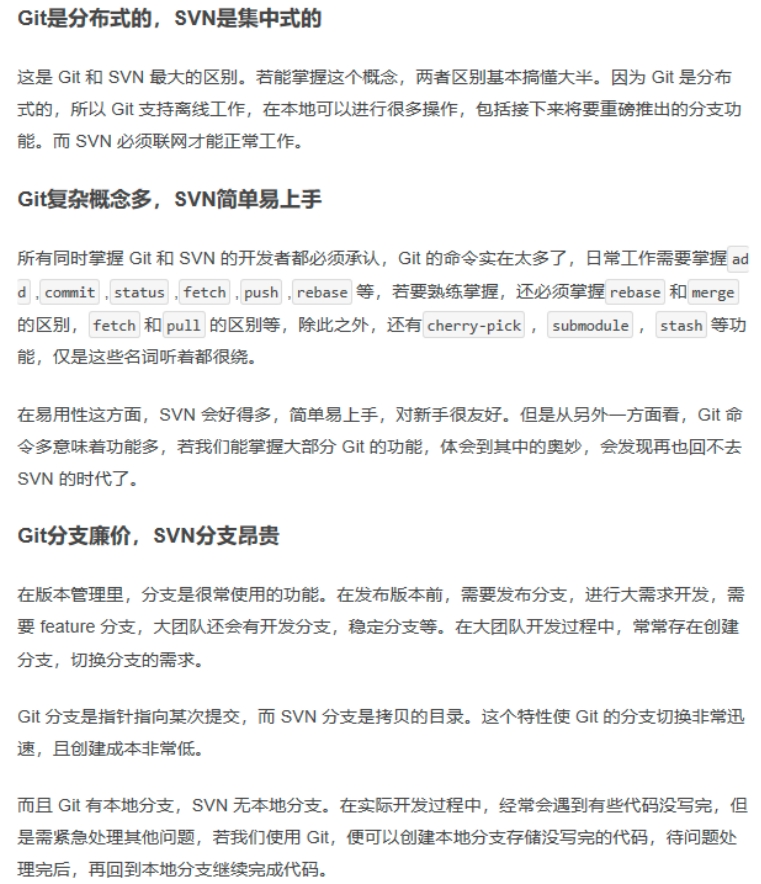 Git是分布式的，SVN是集中式的
这是 Git 和 SVN 最大的区别。若能掌握这个概念，两者区别基本搞懂大半。因为 Git 是分布
式的，所以 Git 支持离线工作，在本地可以进行很多操作，包括接下来将要重磅推出的分支功
能。而 SVN 必须联网才能正常工作。
Git复杂概念多，SVN简单易上手
所有同时掌握 Git 和 SVN 的开发者都必须承认，Git 的命令实在太多了，日常工作需要掌握 ad
d ,commit ,status ,fetch ,push ,rebase 等，若要熟练掌握，还必须掌握 rebase 和 merge
的区别， fetch 和 pull 的区别等，除此之外，还有 cherry-pick ， submodule ， stash 等功
能，仅是这些名词听着都很绕。
在易用性这方面，SVN 会好得多，简单易上手，对新手很友好。但是从另外一方面看，Git 命
令多意味着功能多，若我们能掌握大部分 Git 的功能，体会到其中的奥妙，会发现再也回不去
SVN 的时代了。
Git分支廉价，SVN分支昂贵
在版本管理里，分支是很常使用的功能。在发布版本前，需要发布分支，进行大需求开发，需
要 feature 分支，大团队还会有开发分支，稳定分支等。在大团队开发过程中，常常存在创建
分支，切换分支的需求。
Git 分支是指针指向某次提交，而 SVN 分支是拷贝的目录。这个特性使 Git 的分支切换非常迅
速，且创建成本非常低。
而且 Git 有本地分支，SVN 无本地分支。在实际开发过程中，经常会遇到有些代码没写完，但
是需紧急处理其他问题，若我们使用 Git，便可以创建本地分支存储没写完的代码，待问题处
理完后，再回到本地分支继续完成代码。